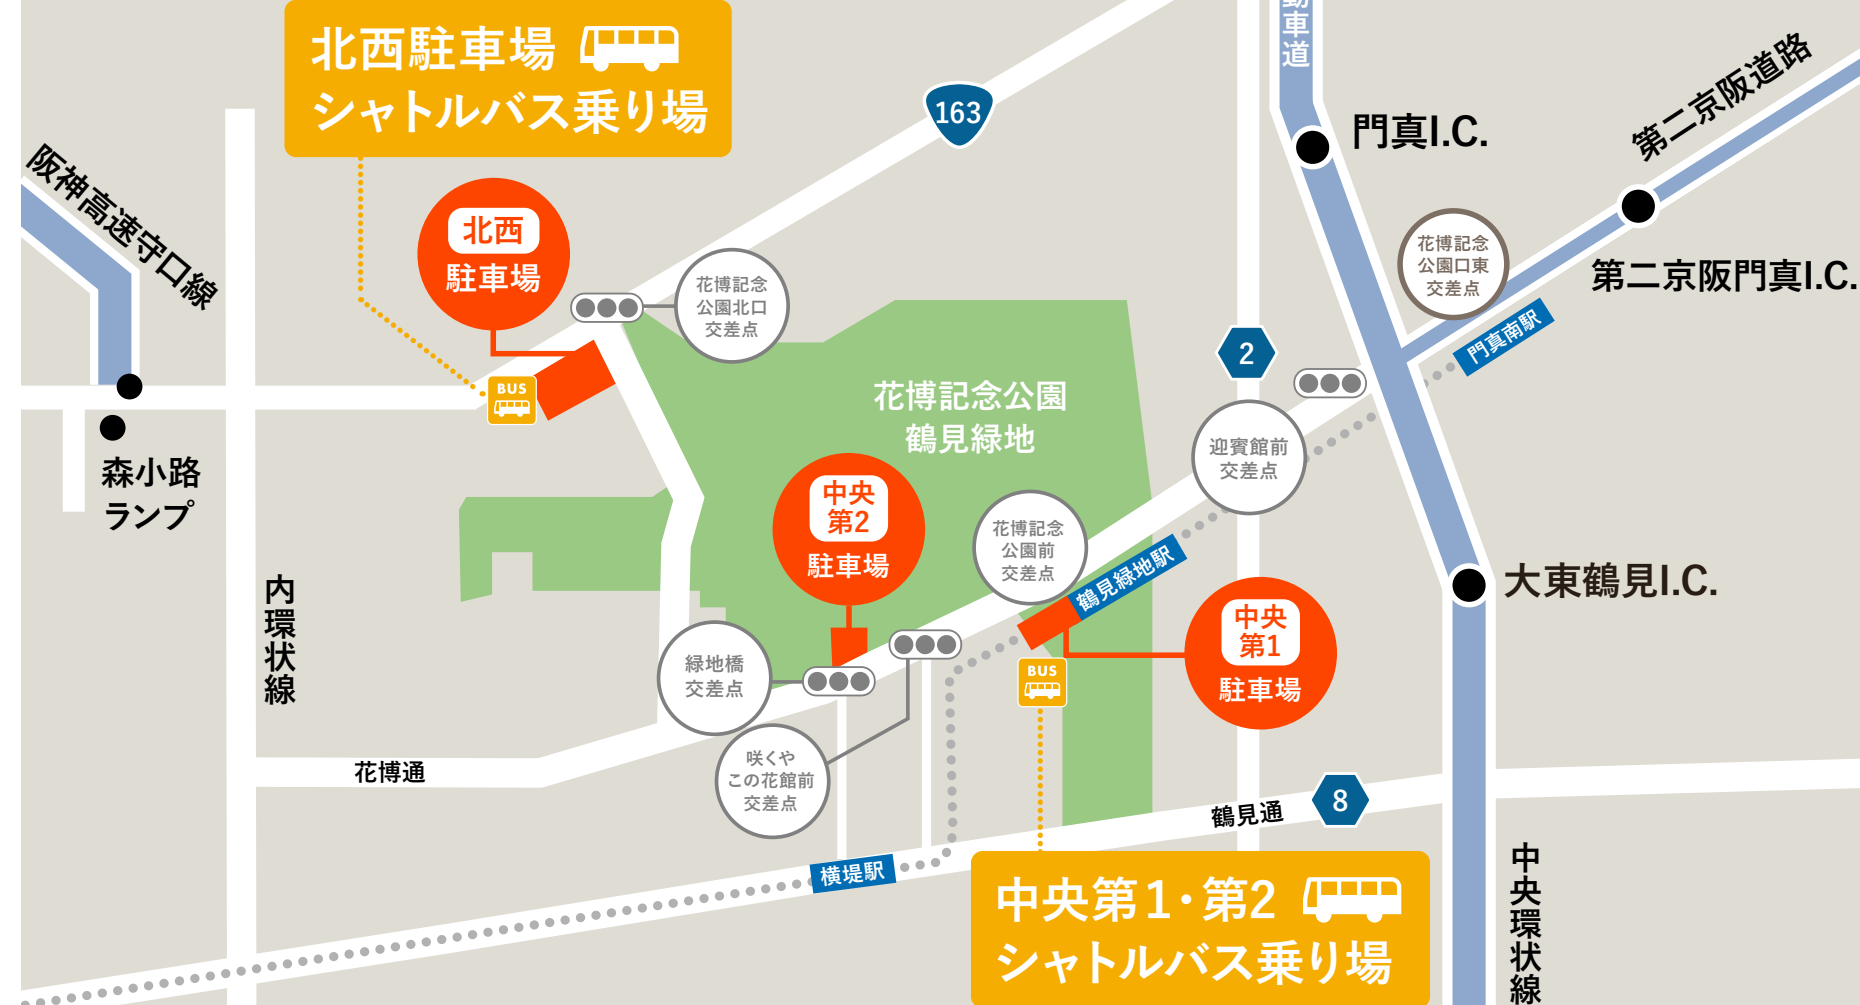 北西駐車場
シャトルバス乗り場
163
動車道
門真I.C.
第二京阪道路
阪神高速守口線
北西
駐車場
花博記念
公園北口
交差点
花博記念
公園口東
交差点
第二京阪門真I.C.
門真南駅
2
BUS
花博記念公園
鶴見緑地
迎賓館前
交差点
森小路
ランプ
中央
第2
駐車場
花博記念
公園前
交差点
鶴見緑地駅
大東鶴見I.C.
内環状線
中央
第1
駐車場
緑地橋
交差点
BUS
咲くや
この花館前
交差点
花博通
鶴見通
8
横堤駅
中央第1・第2
シャトルバス乗り場
中央環状線